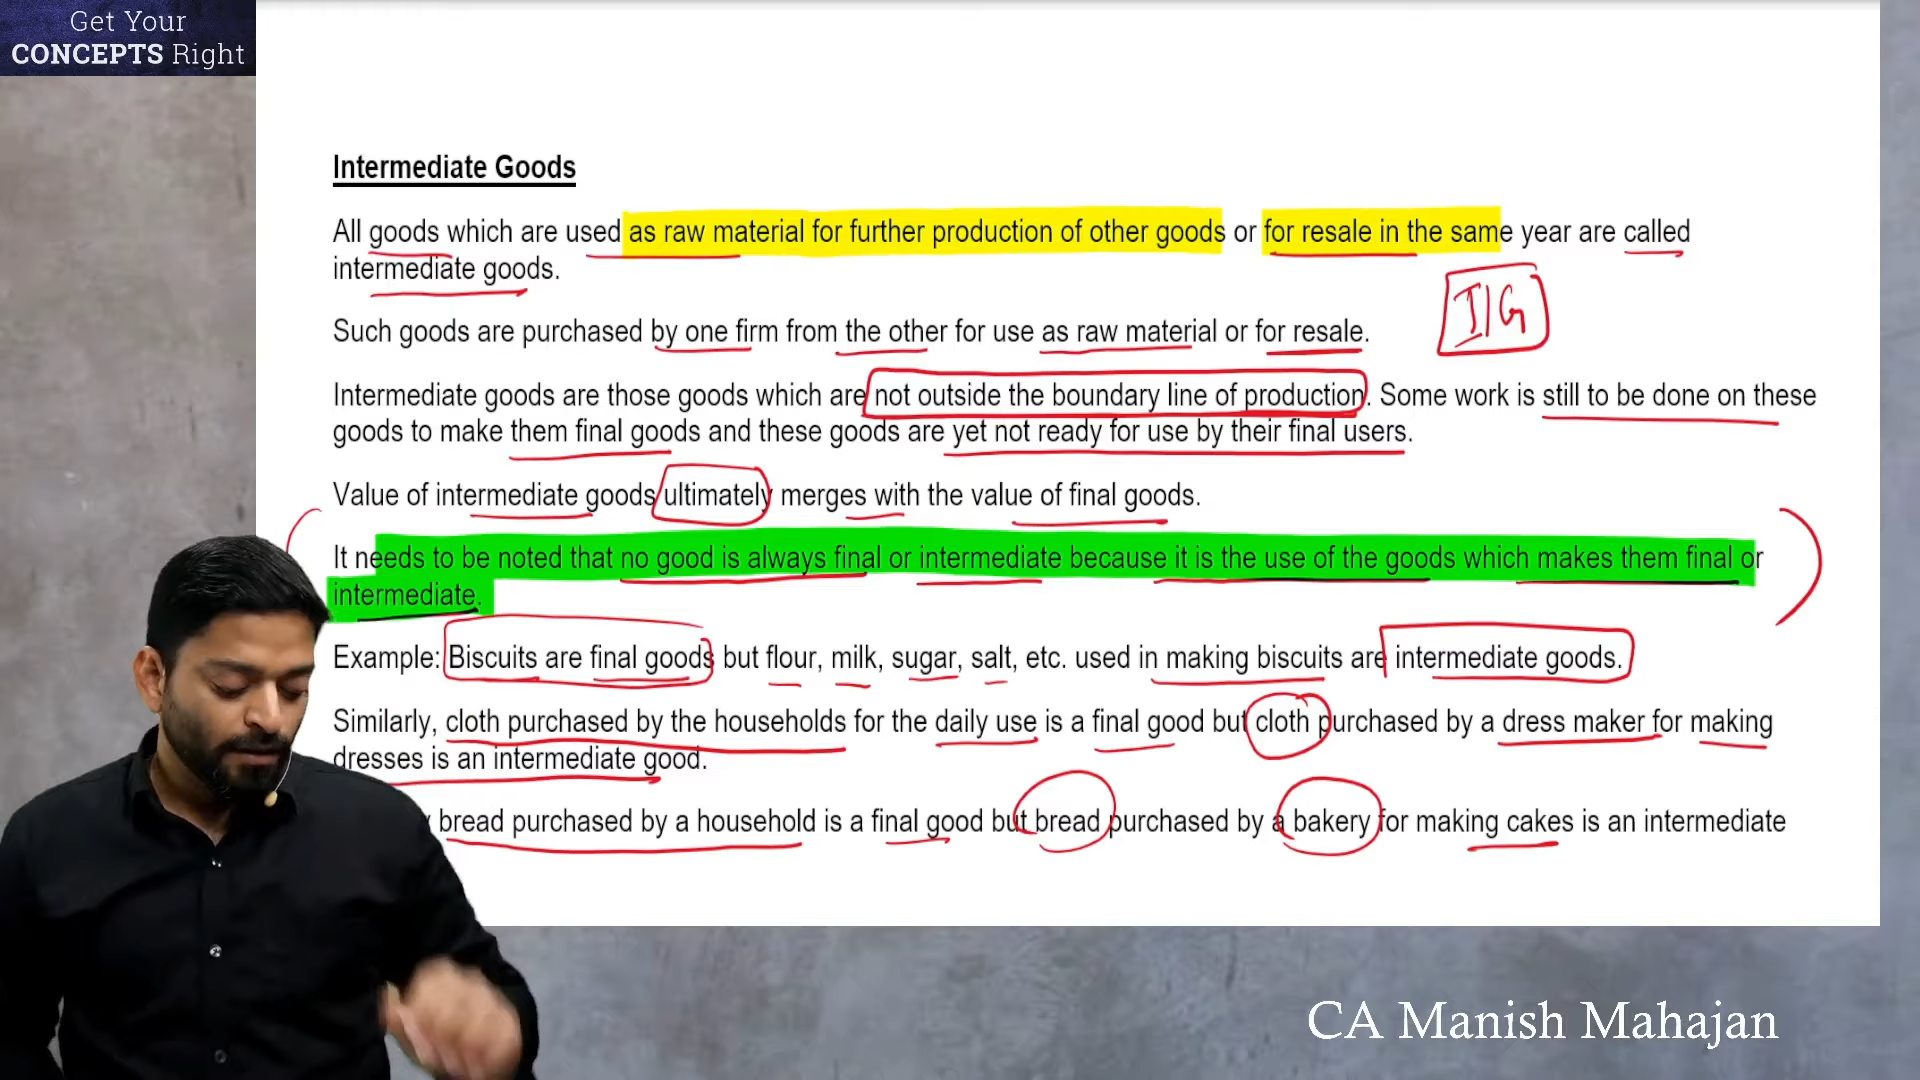 Get Your
CONCEPTS Right
Intermediate Goods
All goods which are used as raw material for further production of other goods or for resale in the same year are called
intermediate goods.
I/G
Such goods are purchased by one firm from the other for use as raw material or for resale.
Intermediate goods are those goods which are not outside the boundary line of production. Some work is still to be done on these
goods to make them final goods and these goods are yet not ready for use by their final users.
Value of intermediate goods ultimately merges with the value of final goods.
It needs to be noted that no good is always final or intermediate because it is the use of the goods which makes them final or
intermediate.
Example: Biscuits are final goods but flour, milk, sugar, salt, etc. used in making biscuits are intermediate goods.
Similarly, cloth purchased by the households for the daily use is a final good but cloth purchased by a dress maker for making
dresses is an intermediate good.
bread purchased by a household is a final good but bread purchased by a bakery for making cakes is an intermediate
CA Manish Mahajan